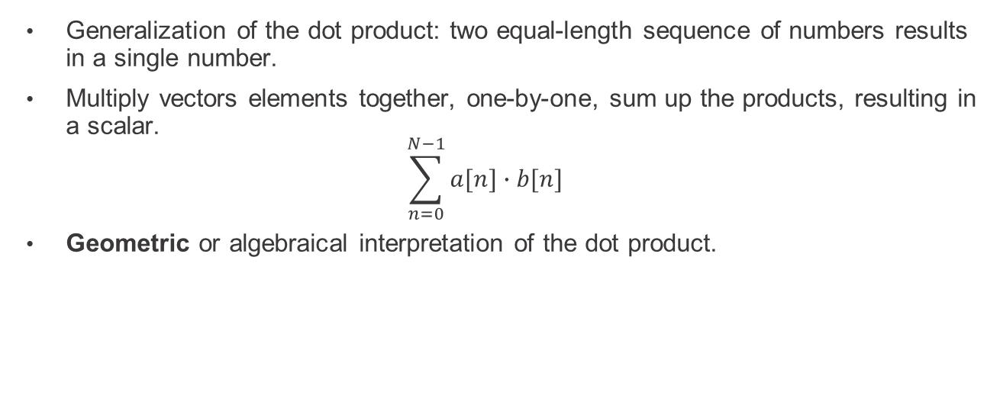 • Generalization of the dot product: two equal-length sequence of numbers results
in a single number.
• Multiply vectors elements together, one-by-one, sum up the products, resulting in
a scalar.
N−1
∑ a[n] · b[n]
n=0
• Geometric or algebraical interpretation of the dot product.